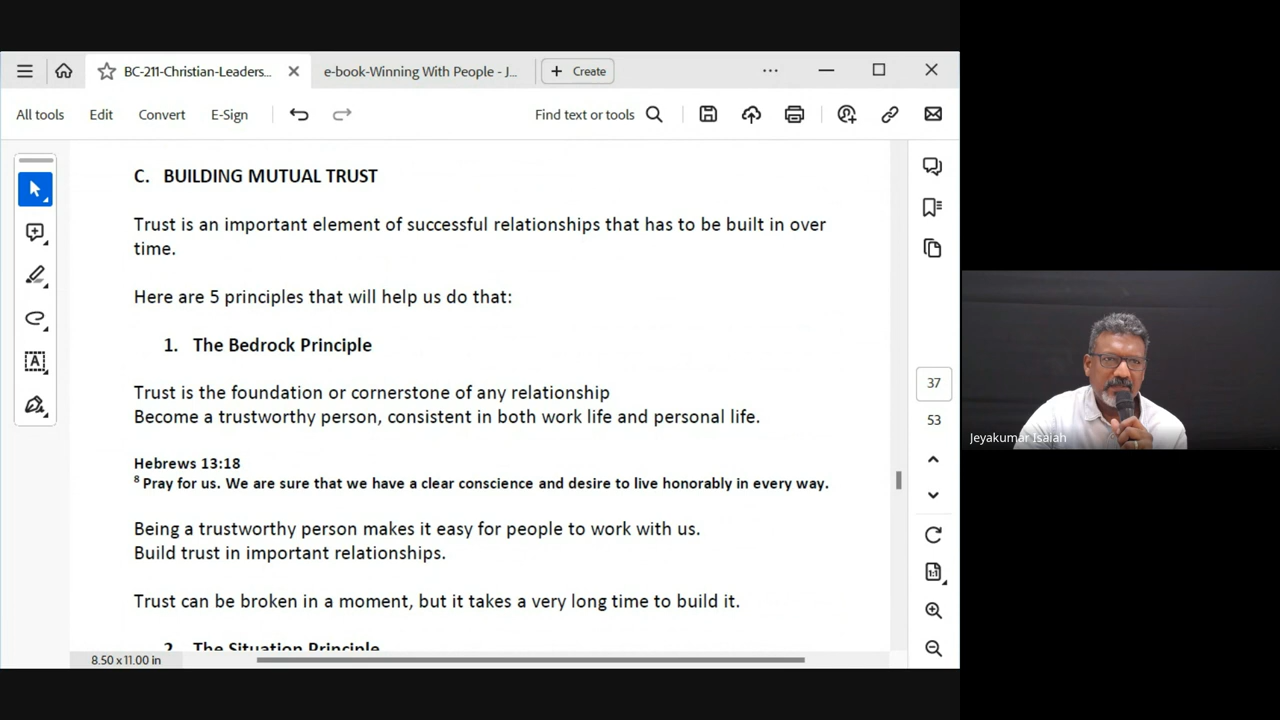 BC-211-Christian-Leaders...
e-book-Winning With People - J...
Create
All tools
Edit
Convert
E-Sign
Find text or tools
C. BUILDING MUTUAL TRUST
Trust is an important element of successful relationships that has to be built in over
time.
Here are 5 principles that will help us do that:
1. The Bedrock Principle
Trust is the foundation or cornerstone of any relationship
Become a trustworthy person, consistent in both work life and personal life.
Hebrews 13:18
8 Pray for us. We are sure that we have a clear conscience and desire to live honorably in every way.
Being a trustworthy person makes it easy for people to work with us.
Build trust in important relationships.
Trust can be broken in a moment, but it takes a very long time to build it.
2. The Situation Principle
8.50 x 11.00 in
37
53
1:1
Jeyakumar Isaiah